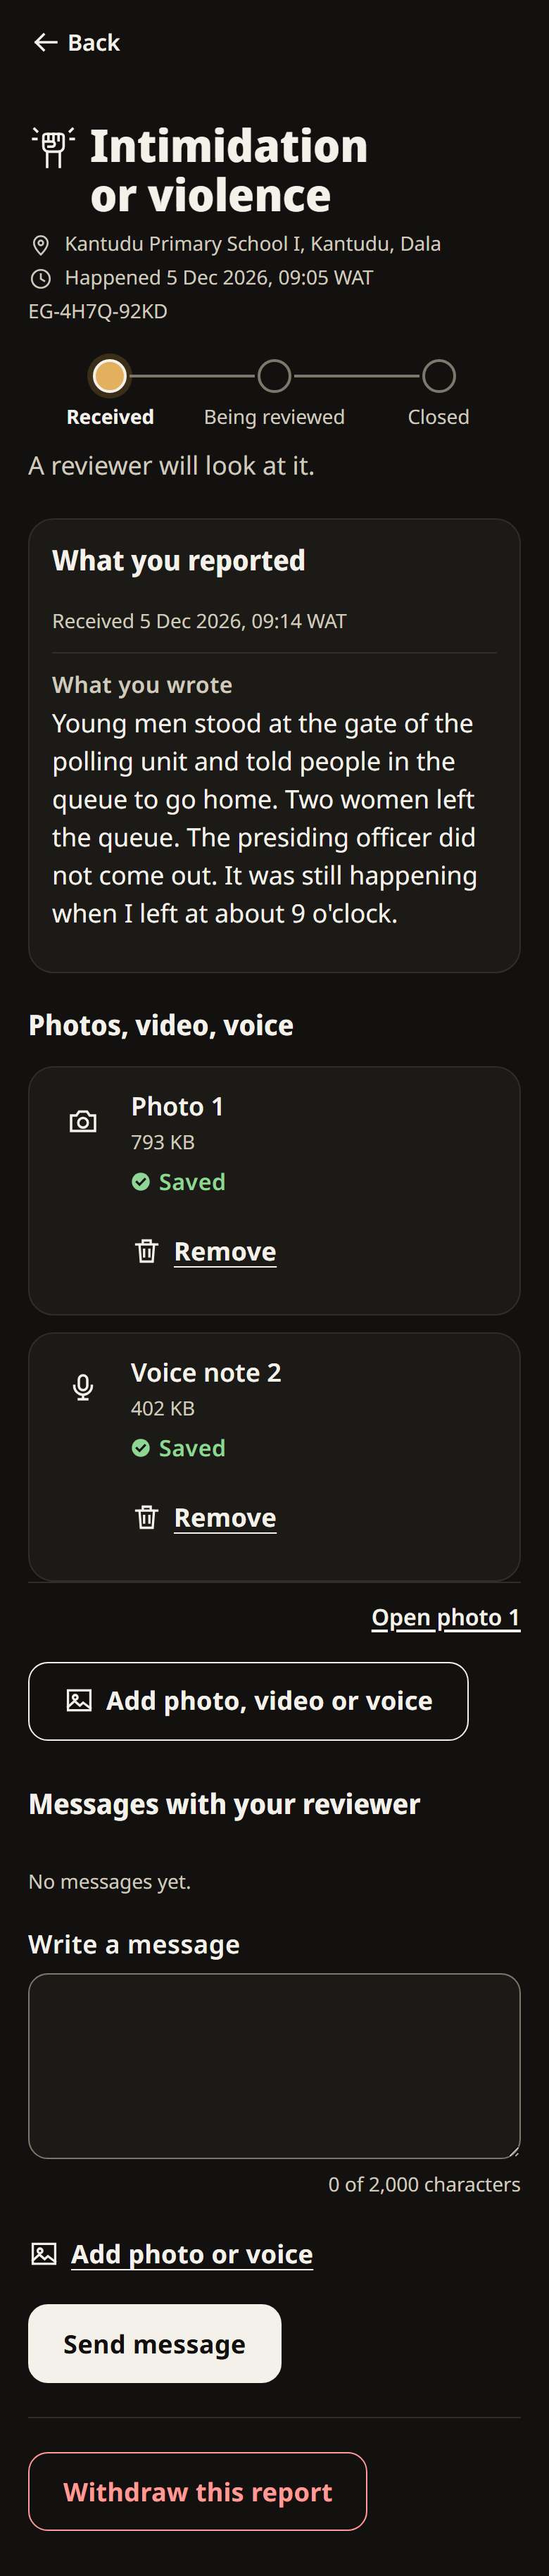 Back
Intimidation
or violence
Kantudu Primary School I, Kantudu, Dala
Happened 5 Dec 2026, 09:05 WAT
EG-4H7Q-92KD
Received
Being reviewed
Closed
A reviewer will look at it.
What you reported
Received 5 Dec 2026, 09:14 WAT
What you wrote
Young men stood at the gate of the
polling unit and told people in the
queue to go home. Two women left
the queue. The presiding officer did
not come out. It was still happening
when I left at about 9 o'clock.
Photos, video, voice
Photo 1
793 KB
Saved
Remove
Voice note 2
402 KB
Saved
Remove
Open photo 1
Add photo, video or voice
Messages with your reviewer
No messages yet.
Write a message
0 of 2,000 characters
Add photo or voice
Send message
Withdraw this report